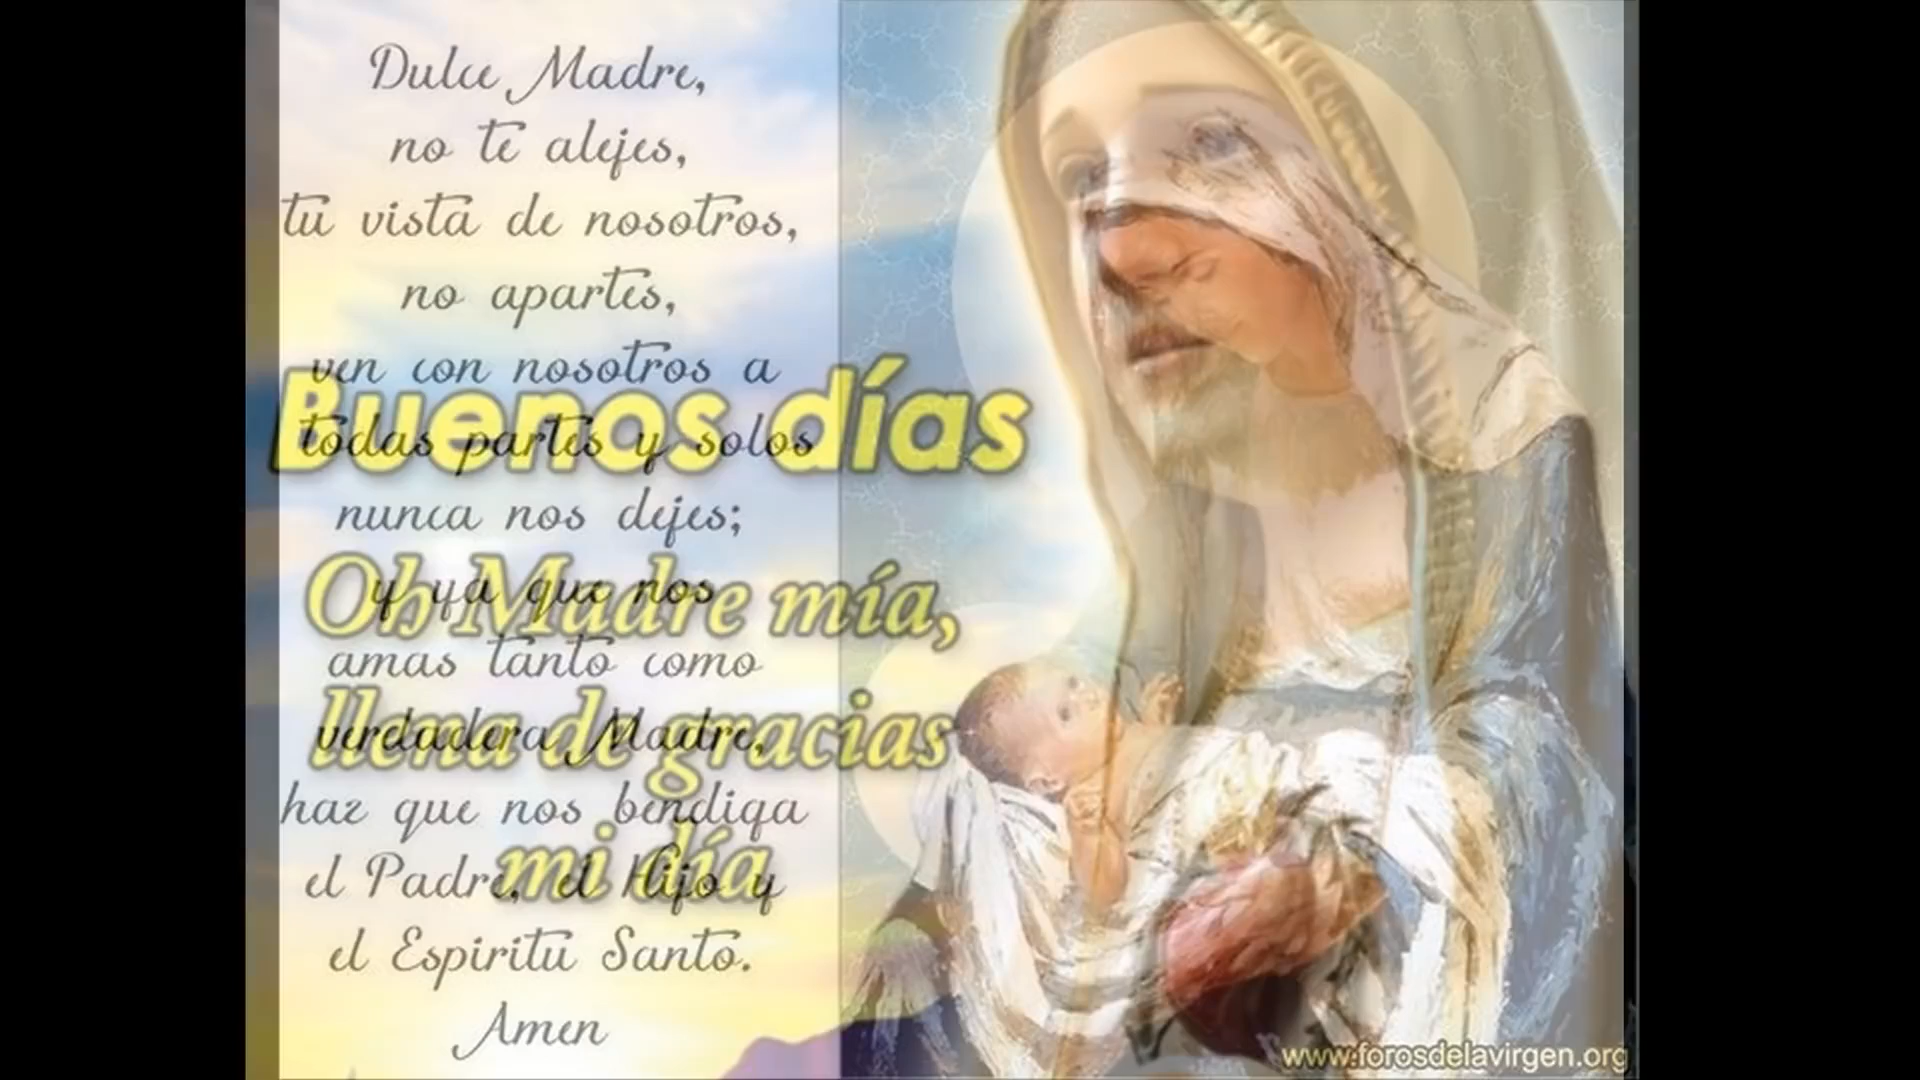 Dulce Madre,
no te alejes,
tu vista de nosotros,
no apartes,
ven con nosotros a
todas partes y solos
nunca nos dejes;
y ya que nos
amas tanto como
verdadera Madre,
haz que nos bendiga
el Padre, el Hijo y
el Espiritu Santo.
Amen
Buenos días
Oh Madre mía,
llena de gracias
mi día
www.forosdelavirgen.org